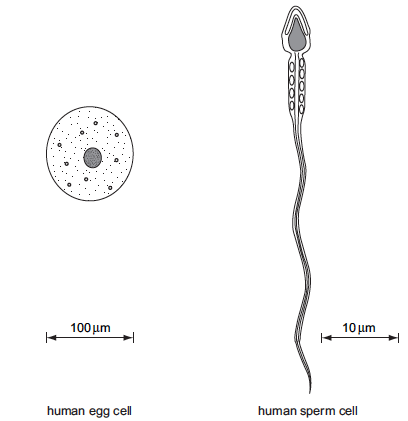 100 µm
10 µm
human egg cell
human sperm cell